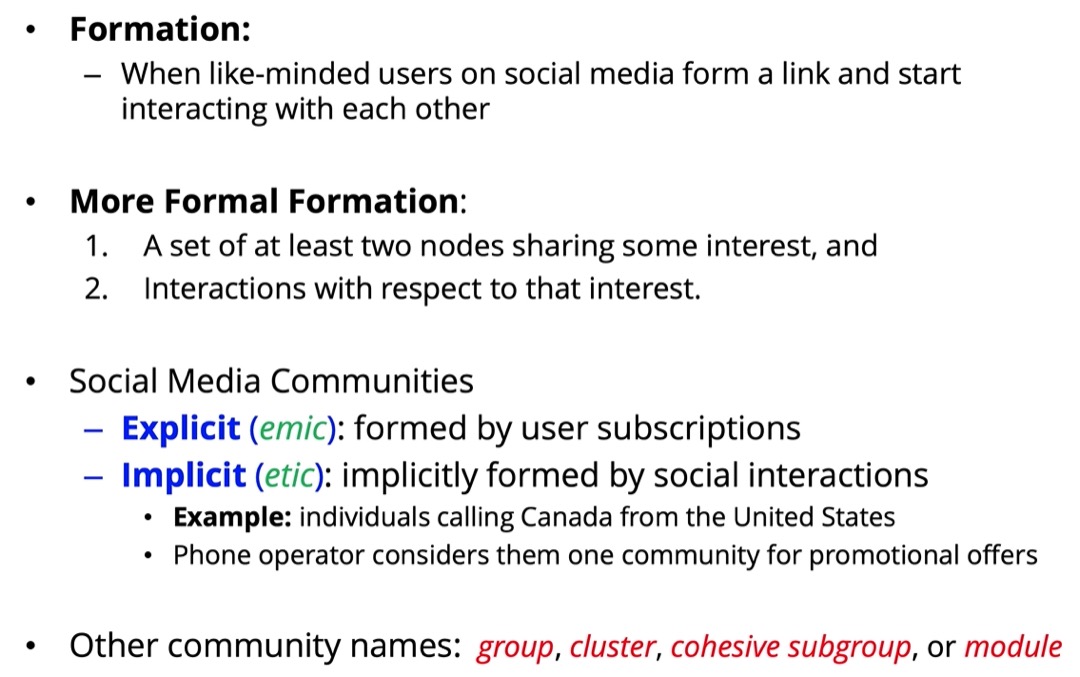 • Formation:
– When like-minded users on social media form a link and start
interacting with each other
• More Formal Formation:
1. A set of at least two nodes sharing some interest, and
2. Interactions with respect to that interest.
• Social Media Communities
– Explicit (emic): formed by user subscriptions
– Implicit (etic): implicitly formed by social interactions
• Example: individuals calling Canada from the United States
• Phone operator considers them one community for promotional offers
• Other community names: group, cluster, cohesive subgroup, or module